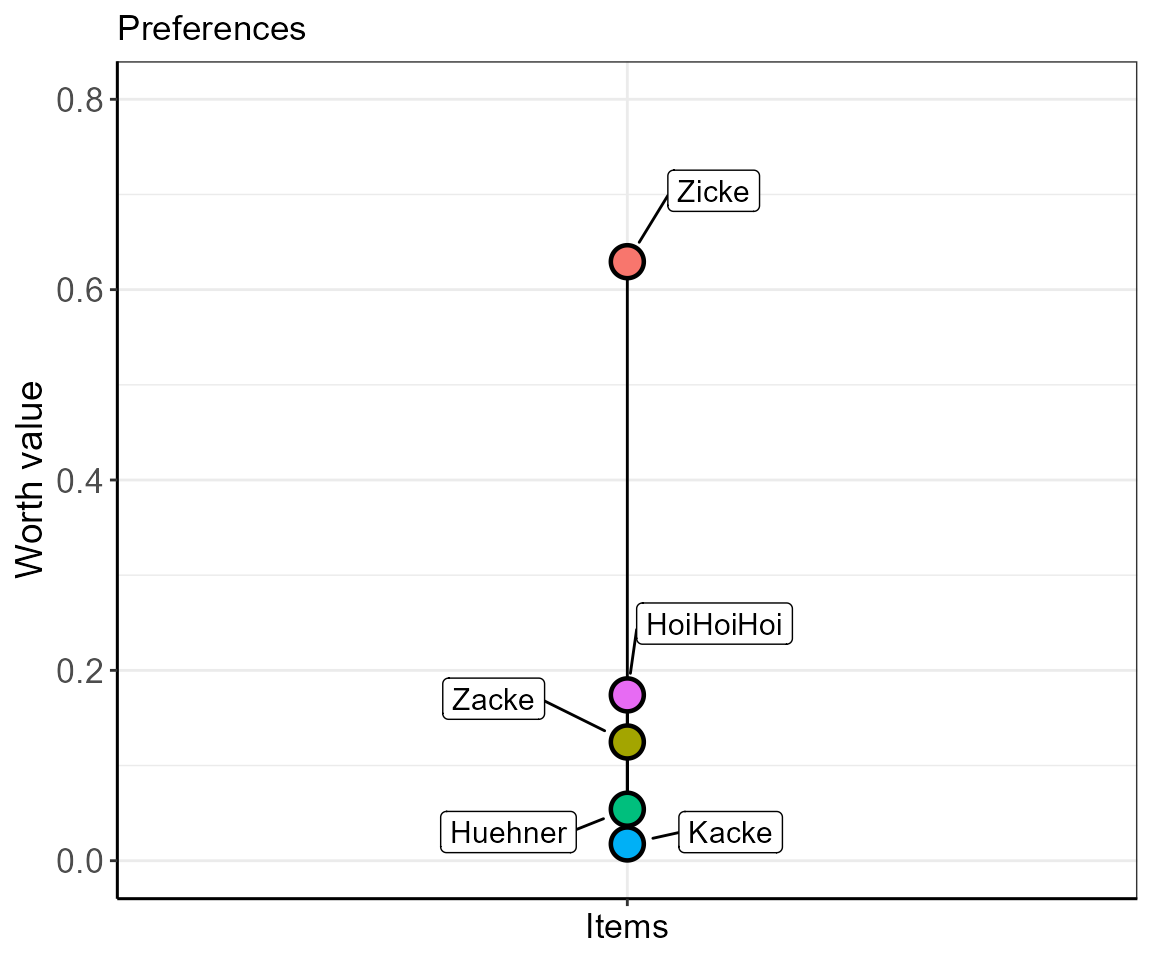 Preferences
Worth value
0.8
0.6
0.4
0.2
0.0
Zicke
HoiHoiHoi
Zacke
Huehner
Kacke
Items